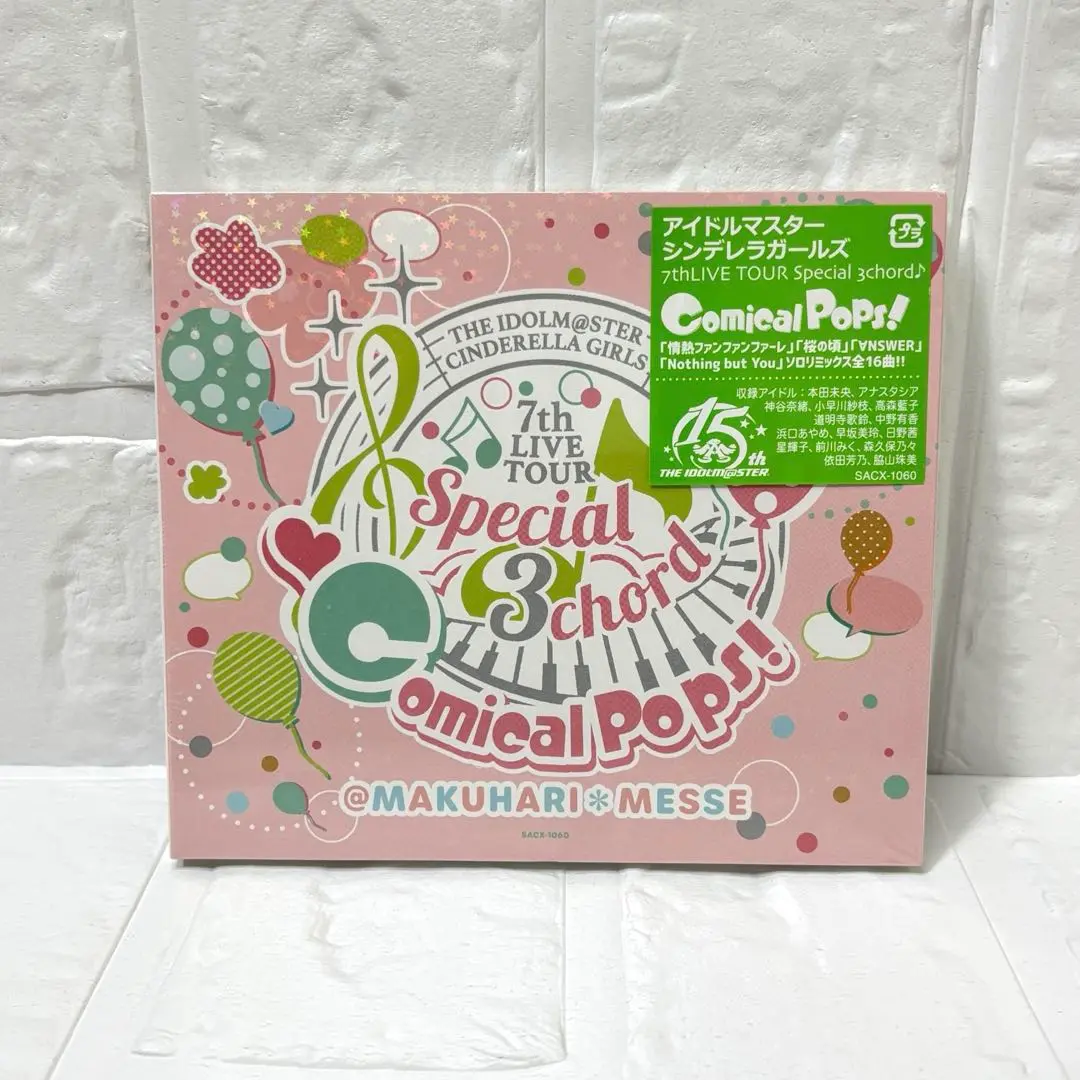 アイドルマスター
シンデレラガールズ
7thLIVE TOUR Special 3chord♪
Comical Pops!
「情熱ファンファンファーレ」「桜の頃」「∀NSWER」
「Nothing but You」ソロリミックス全16曲!!
収録アイドル：本田未央、アナスタシア
神谷奈緒、小早川紗枝、高森藍子
道明寺歌鈴、中野有香
浜口あやめ、早坂美玲、日野茜
星輝子、前川みく、森久保乃々
依田芳乃、脇山珠美
SACX-1060
プラ
15th
THE IDOLM@STER
THE IDOLM@STER
CINDERELLA GIRLS
7th
LIVE
TOUR
Special
3chord
Comical Pops!
@MAKUHARI*MESSE
SACX-1060